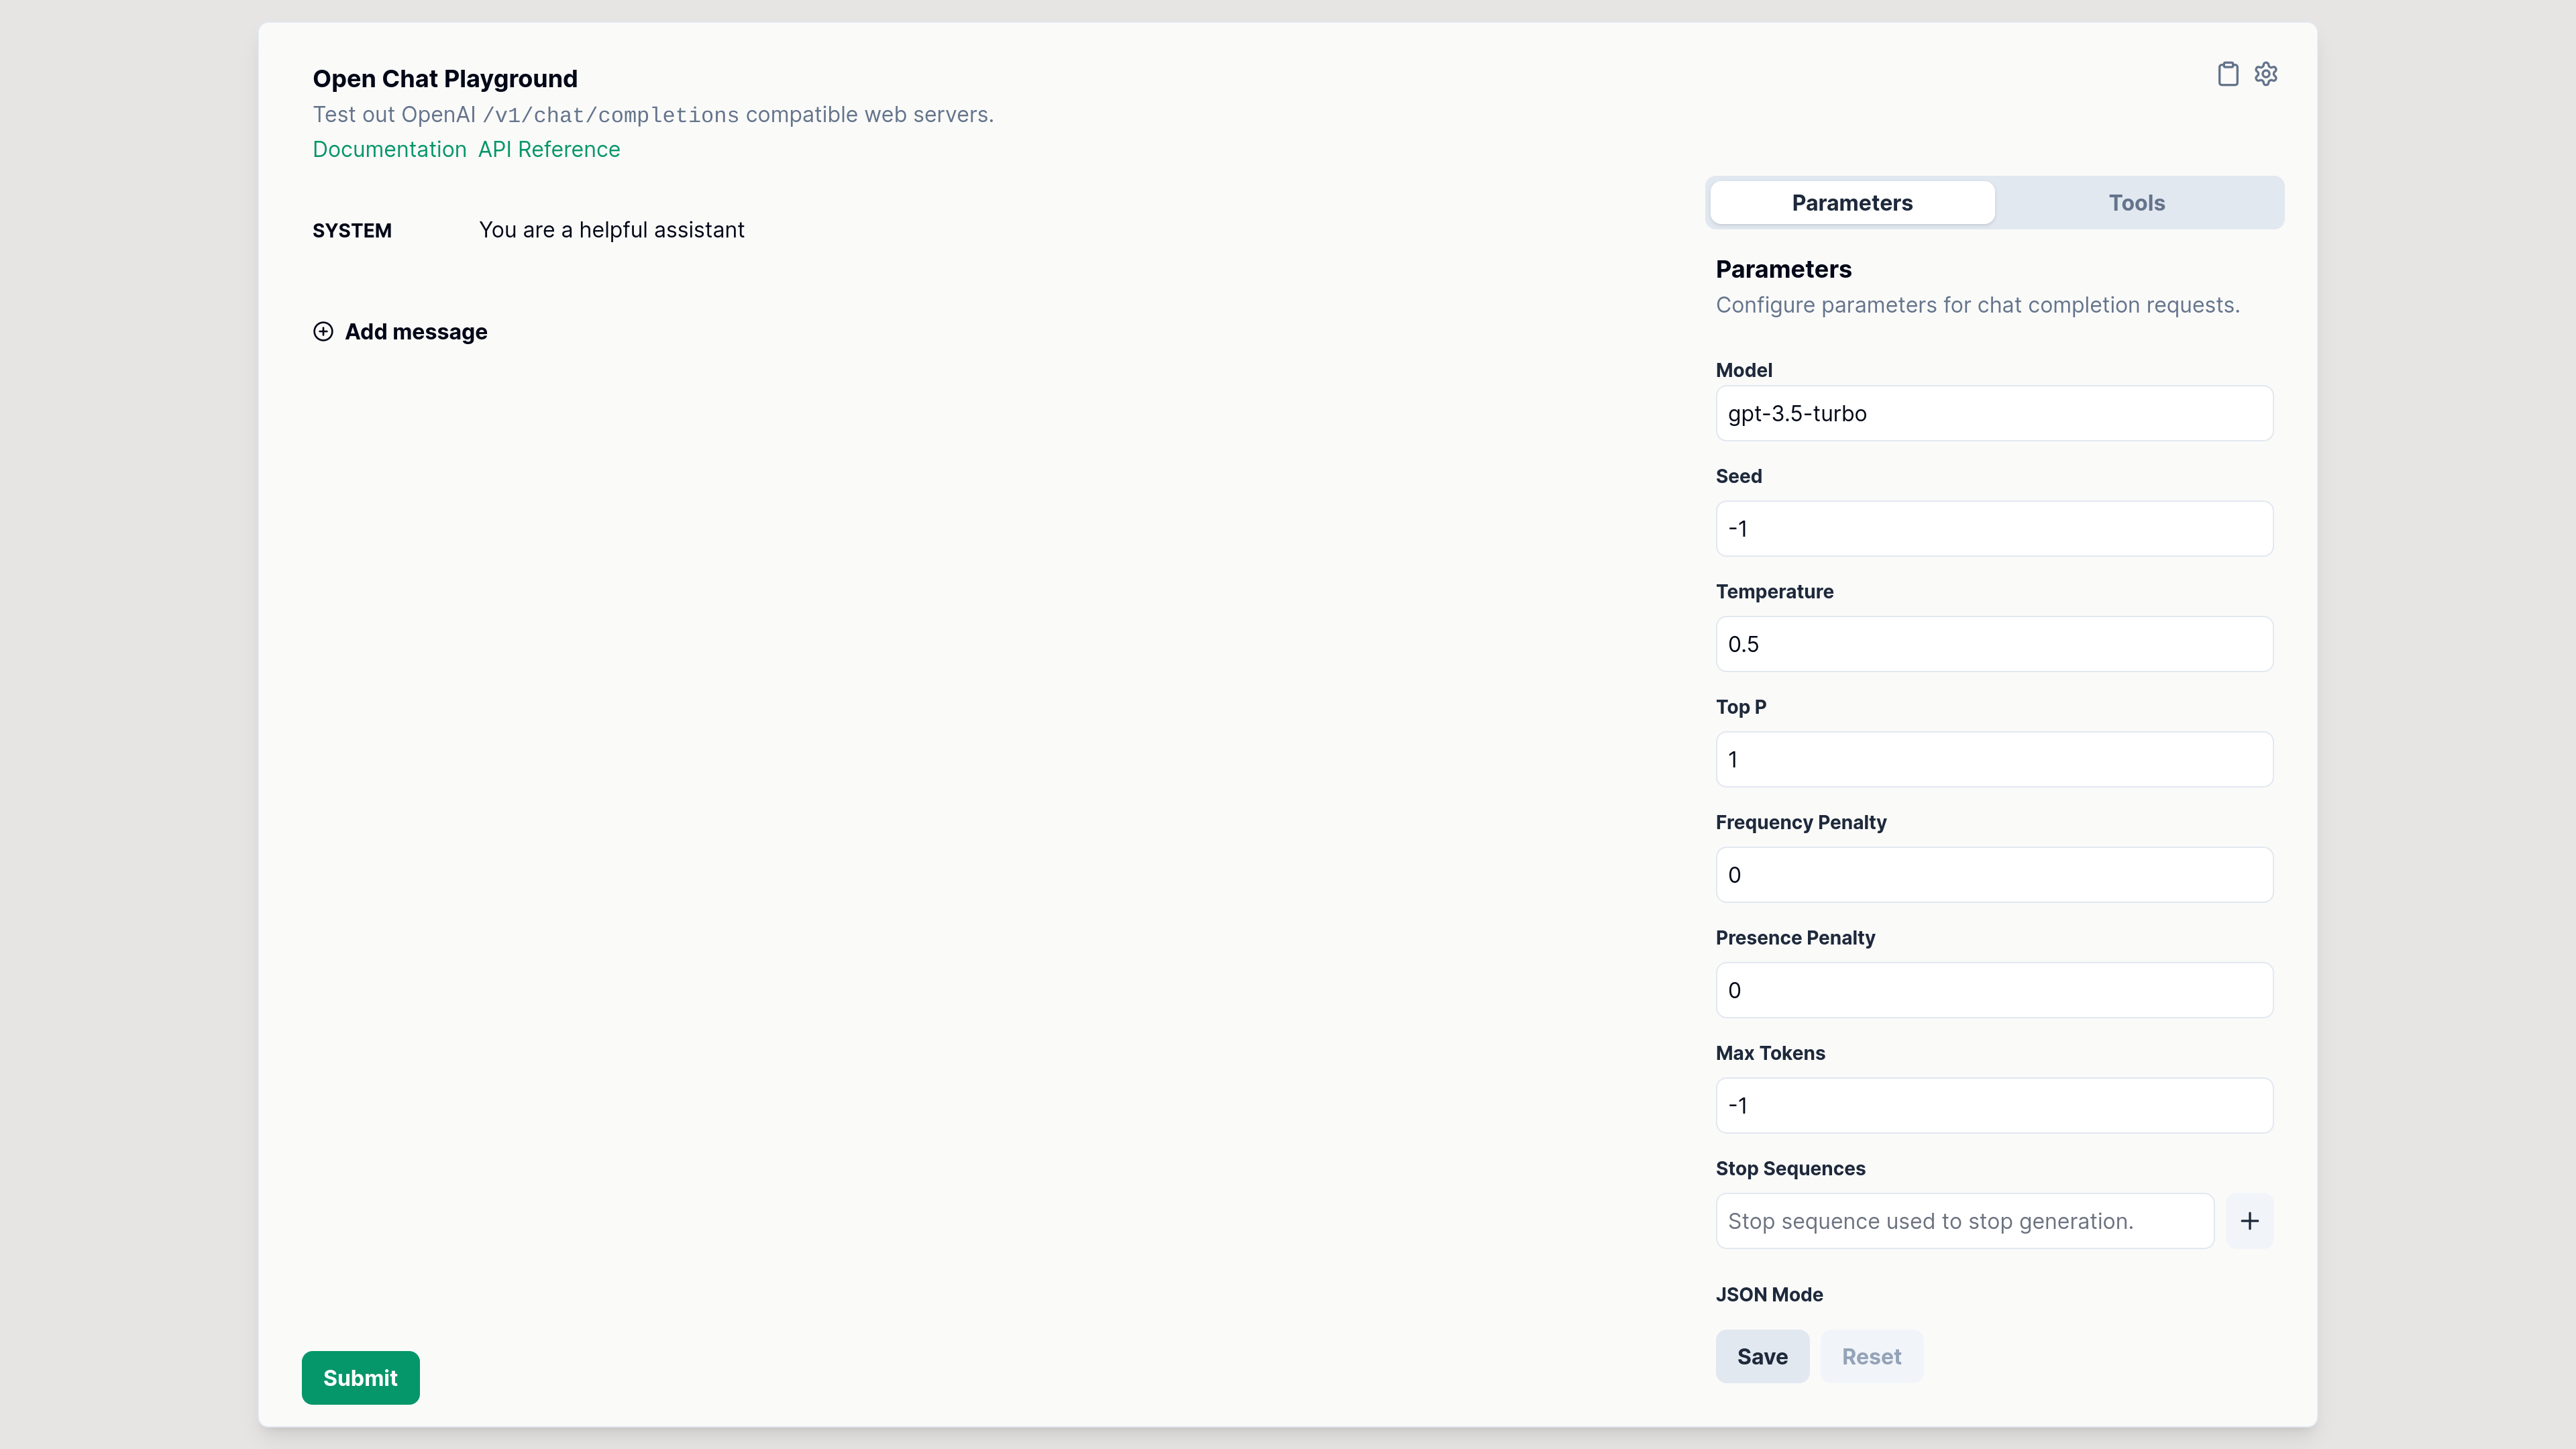 Open Chat Playground
Test out OpenAI /v1/chat/completions compatible web servers.
Documentation API Reference
SYSTEM You are a helpful assistant
Add message
Submit
Parameters Tools
Parameters
Configure parameters for chat completion requests.
Model
gpt-3.5-turbo
Seed
-1
Temperature
0.5
Top P
1
Frequency Penalty
0
Presence Penalty
0
Max Tokens
-1
Stop Sequences
Stop sequence used to stop generation.
JSON Mode
Save Reset